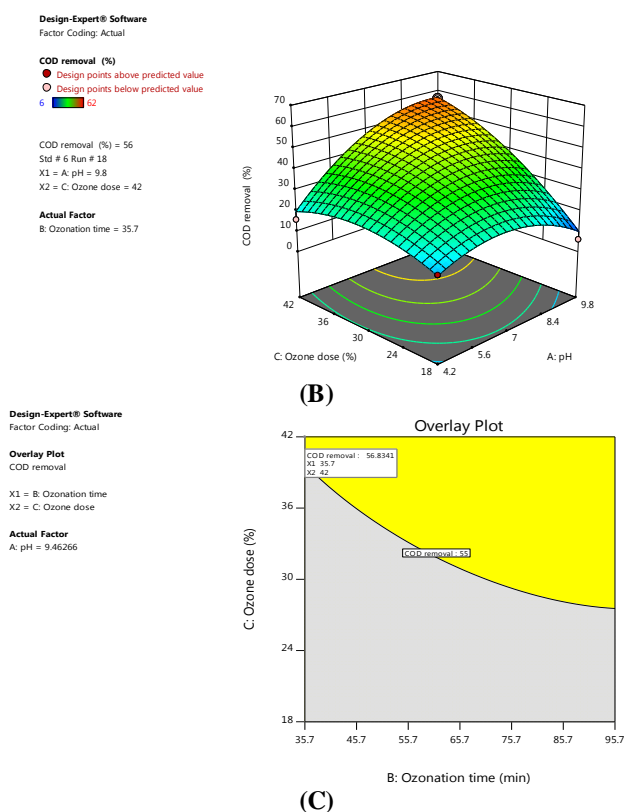 Design-Expert® Software
Factor Coding: Actual
COD removal (%)
Design points above predicted value
Design points below predicted value
6 62
COD removal (%) = 56
Std # 6 Run # 18
X1 = A: pH = 9.8
X2 = C: Ozone dose = 42
Actual Factor
B: Ozonation time = 35.7
70
60
50
40
30
20
10
0
COD removal (%)
42
36
30
24
18
C: Ozone dose (%)
4.2
5.6
7
8.4
9.8
A: pH
(B)
Design-Expert® Software
Factor Coding: Actual
Overlay Plot
COD removal
X1 = B: Ozonation time
X2 = C: Ozone dose
Actual Factor
A: pH = 9.46266
Overlay Plot
42
36
30
24
18
C: Ozone dose (%)
COD removal : 56.8341
X1 35.7
X2 42
COD removal : 55
35.7 45.7 55.7 65.7 75.7 85.7 95.7
B: Ozonation time (min)
(C)